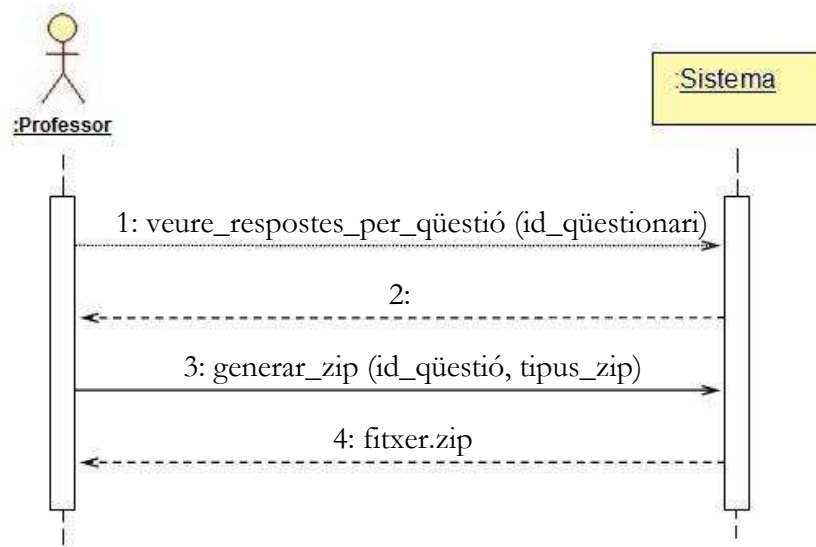 :Professor
:Sistema
1: veure_respostes_per_qüestió (id_qüestionari)
2:
3: generar_zip (id_qüestió, tipus_zip)
4: fitxer.zip